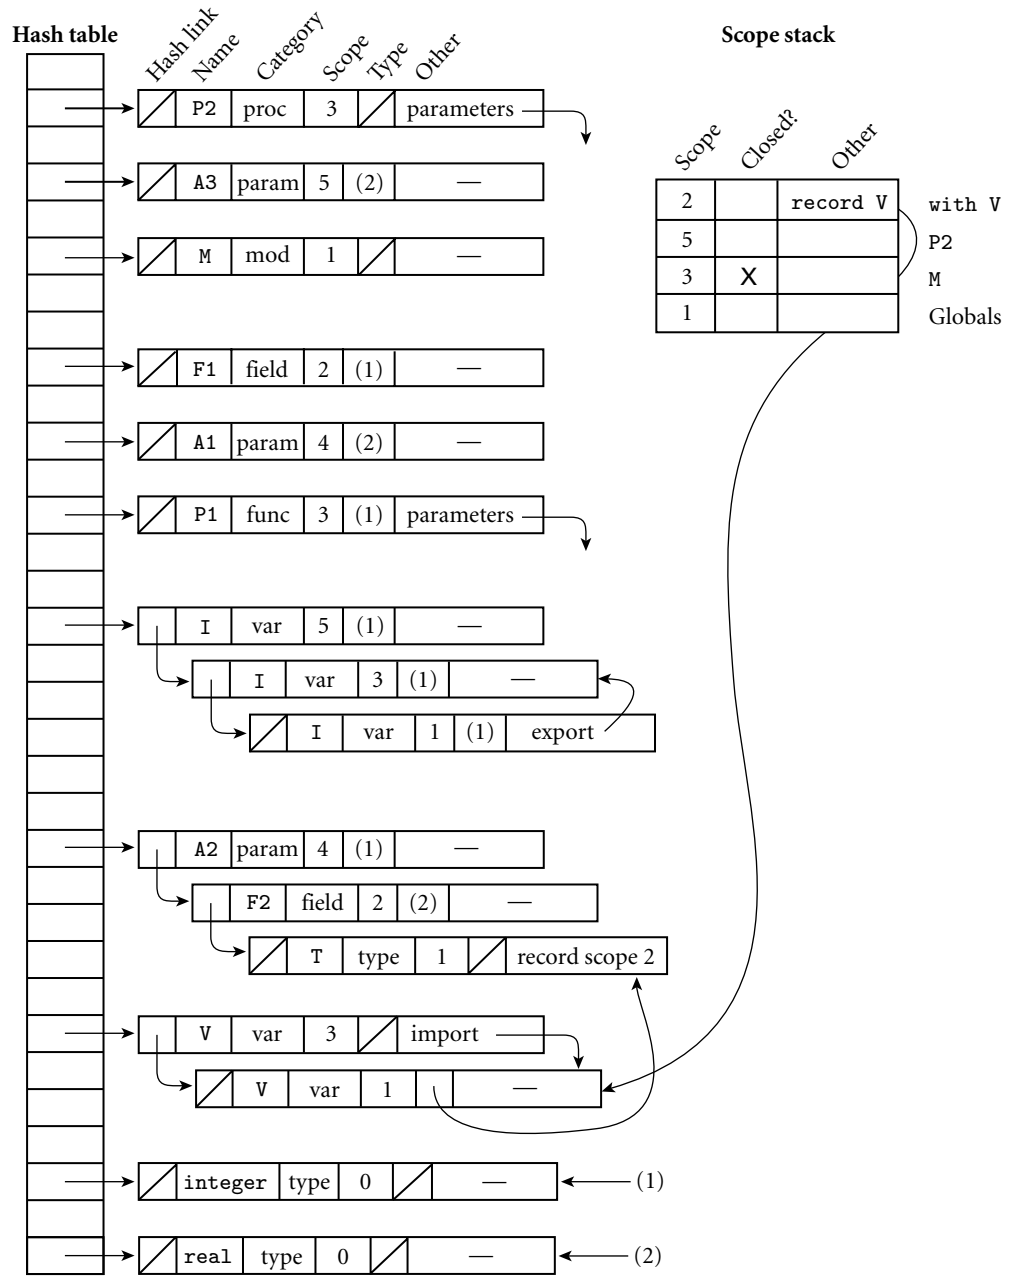 Hash table
Hash link Name Category Scope Type Other
Scope stack
P2 proc 3 parameters
A3 param 5 (2) —
M mod 1 —
F1 field 2 (1) —
A1 param 4 (2) —
P1 func 3 (1) parameters
I var 5 (1) —
I var 3 (1) —
I var 1 (1) export
A2 param 4 (1) —
F2 field 2 (2) —
T type 1 record scope 2
V var 3 import
V var 1 —
integer type 0 — (1)
real type 0 — (2)
Scope Closed? Other
2 record V with V
5 P2
3 X M
1 Globals